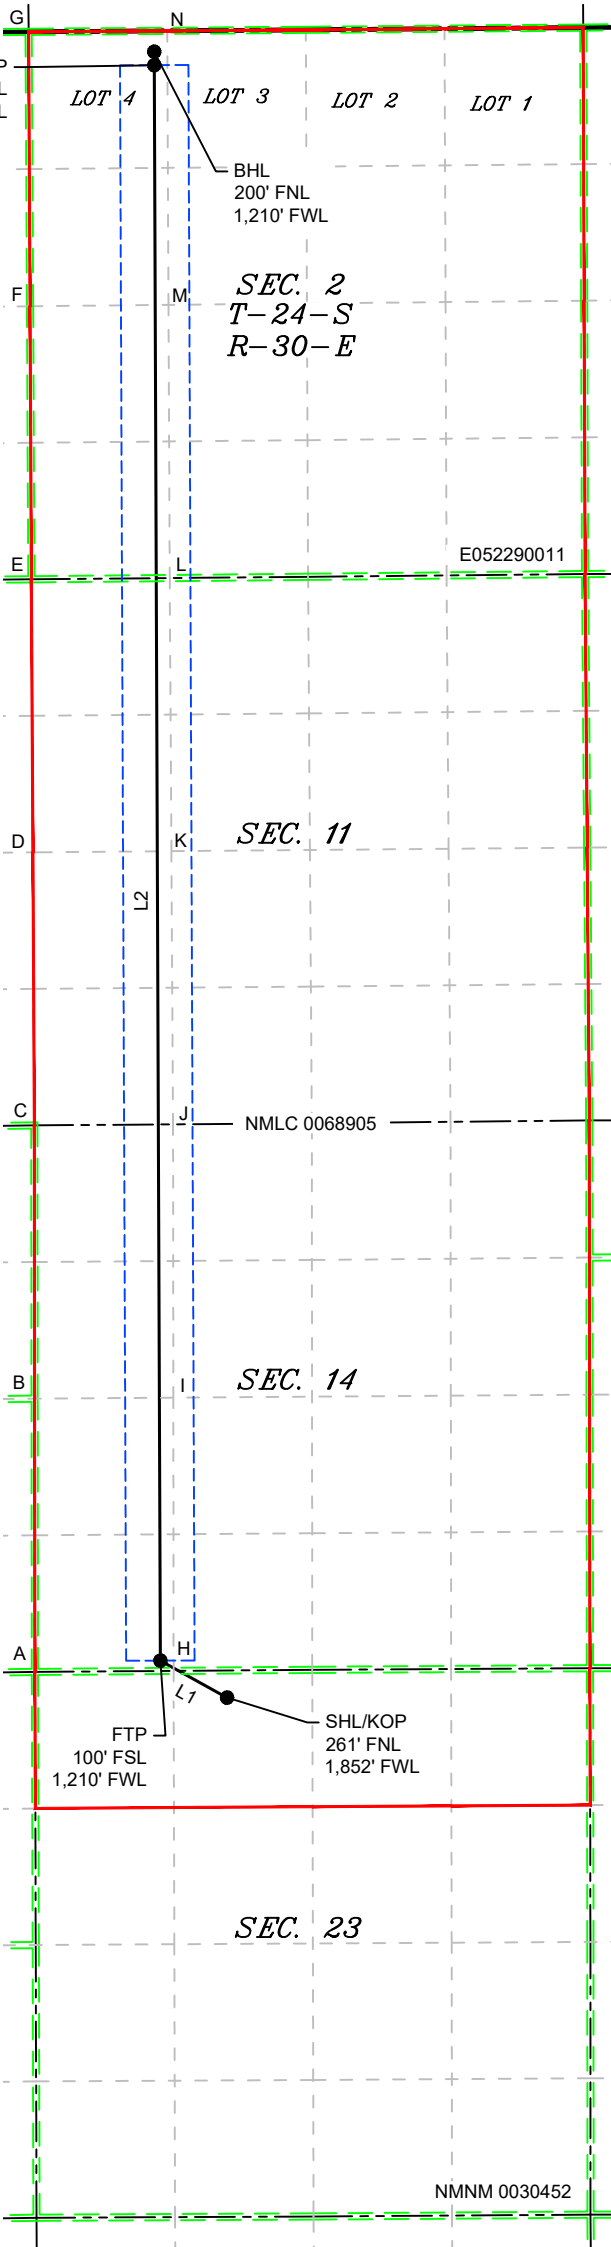 G
N
P
LOT 4
LOT 3
LOT 2
LOT 1
BHL
200' FNL
1,210' FWL
F
M
SEC. 2
T-24-S
R-30-E
E
L
E052290011
D
K
SEC. 11
L2
C
J
NMLC 0068905
B
I
SEC. 14
A
H
L1
FTP
100' FSL
1,210' FWL
SHL/KOP
261' FNL
1,852' FWL
SEC. 23
NMNM 0030452